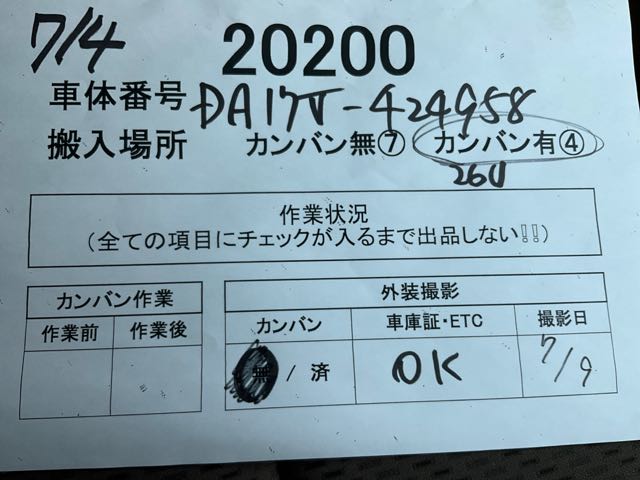 7/4 20200
車体番号 DA17V-424958
搬入場所 カンバン無⑦ カンバン有④
260
作業状況
(全ての項目にチェックが入るまで出品しない!!)
カンバン作業
作業前 作業後
外装撮影
カンバン 車庫証・ETC 撮影日
無 / 済 OK 7/9